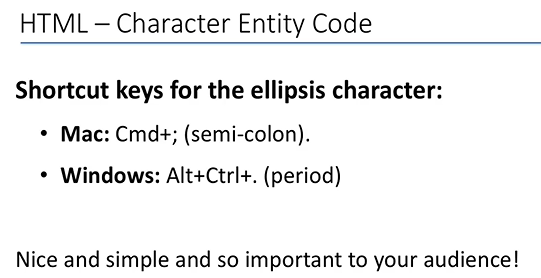 HTML – Character Entity Code
Shortcut keys for the ellipsis character:
• Mac: Cmd+; (semi-colon).
• Windows: Alt+Ctrl+. (period)
Nice and simple and so important to your audience!